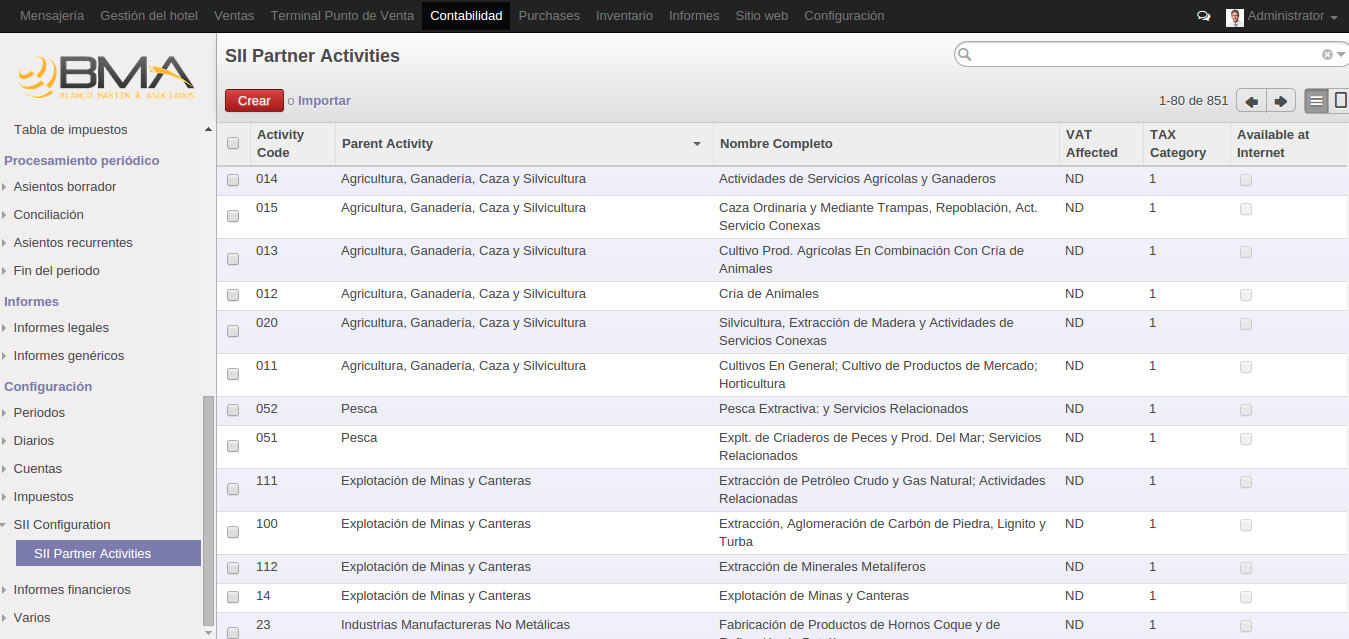 Mensajería Gestión del hotel Ventas Terminal Punto de Venta Contabilidad Purchases Inventario Informes Sitio web Configuración Administrator
BMA
BLANCO MARTIN & ASOCIADOS
Tabla de impuestos
Procesamiento periódico
Asientos borrador
Conciliación
Asientos recurrentes
Fin del periodo
Informes
Informes legales
Informes genéricos
Configuración
Periodos
Diarios
Cuentas
Impuestos
SII Configuration
SII Partner Activities
Informes financieros
Varios
SII Partner Activities
Crear o Importar
1-80 de 851
Activity Code Parent Activity Nombre Completo VAT Affected TAX Category Available at Internet
014 Agricultura, Ganadería, Caza y Silvicultura Actividades de Servicios Agrícolas y Ganaderos ND 1
015 Agricultura, Ganadería, Caza y Silvicultura Caza Ordinaria y Mediante Trampas, Repoblación, Act. ND 1
Servicio Conexas
013 Agricultura, Ganadería, Caza y Silvicultura Cultivo Prod. Agrícolas En Combinación Con Cría de ND 1
Animales
012 Agricultura, Ganadería, Caza y Silvicultura Cría de Animales ND 1
020 Agricultura, Ganadería, Caza y Silvicultura Silvicultura, Extracción de Madera y Actividades de ND 1
Servicios Conexas
011 Agricultura, Ganadería, Caza y Silvicultura Cultivos En General; Cultivo de Productos de Mercado; ND 1
Horticultura
052 Pesca Pesca Extractiva: y Servicios Relacionados ND 1
051 Pesca Explt. de Criaderos de Peces y Prod. Del Mar; Servicios ND 1
Relacionados
111 Explotación de Minas y Canteras Extracción de Petróleo Crudo y Gas Natural; Actividades ND 1
Relacionadas
100 Explotación de Minas y Canteras Extracción, Aglomeración de Carbón de Piedra, Lignito y ND 1
Turba
112 Explotación de Minas y Canteras Extracción de Minerales Metalíferos ND 1
14 Explotación de Minas y Canteras Explotación de Minas y Canteras ND 1
23 Industrias Manufactureras No Metálicas Fabricación de Productos de Hornos Coque y de ND 1